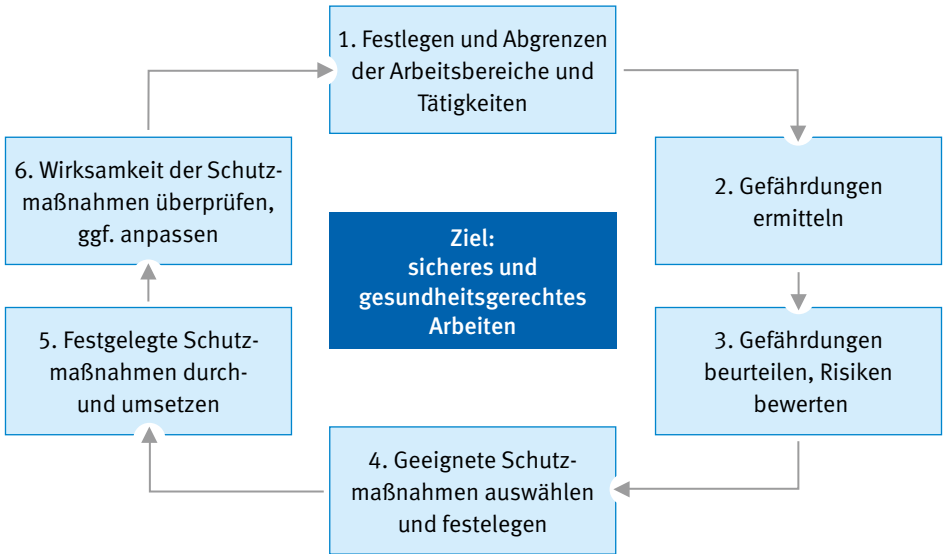 1. Festlegen und Abgrenzen
der Arbeitsbereiche und
Tätigkeiten
2. Gefährdungen
ermitteln
3. Gefährdungen
beurteilen, Risiken
bewerten
4. Geeignete Schutz-
maßnahmen auswählen
und festelegen
5. Festgelegte Schutz-
maßnahmen durch-
und umsetzen
6. Wirksamkeit der Schutz-
maßnahmen überprüfen,
ggf. anpassen
Ziel:
sicheres und
gesundheitsgerechtes
Arbeiten